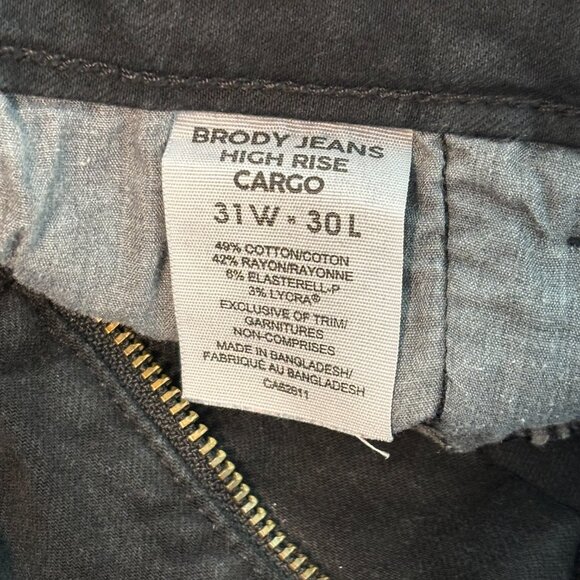 BRODY JEANS
HIGH RISE
CARGO
31W - 30L
49% COTTON/COTON
42% RAYON/RAYONNE
6% ELASTERELL-P
3% LYCRA®
EXCLUSIVE OF TRIM/
GARNITURES
NON-COMPRISES
MADE IN BANGLADESH/
FABRIQUÉ AU BANGLADESH
CA62811